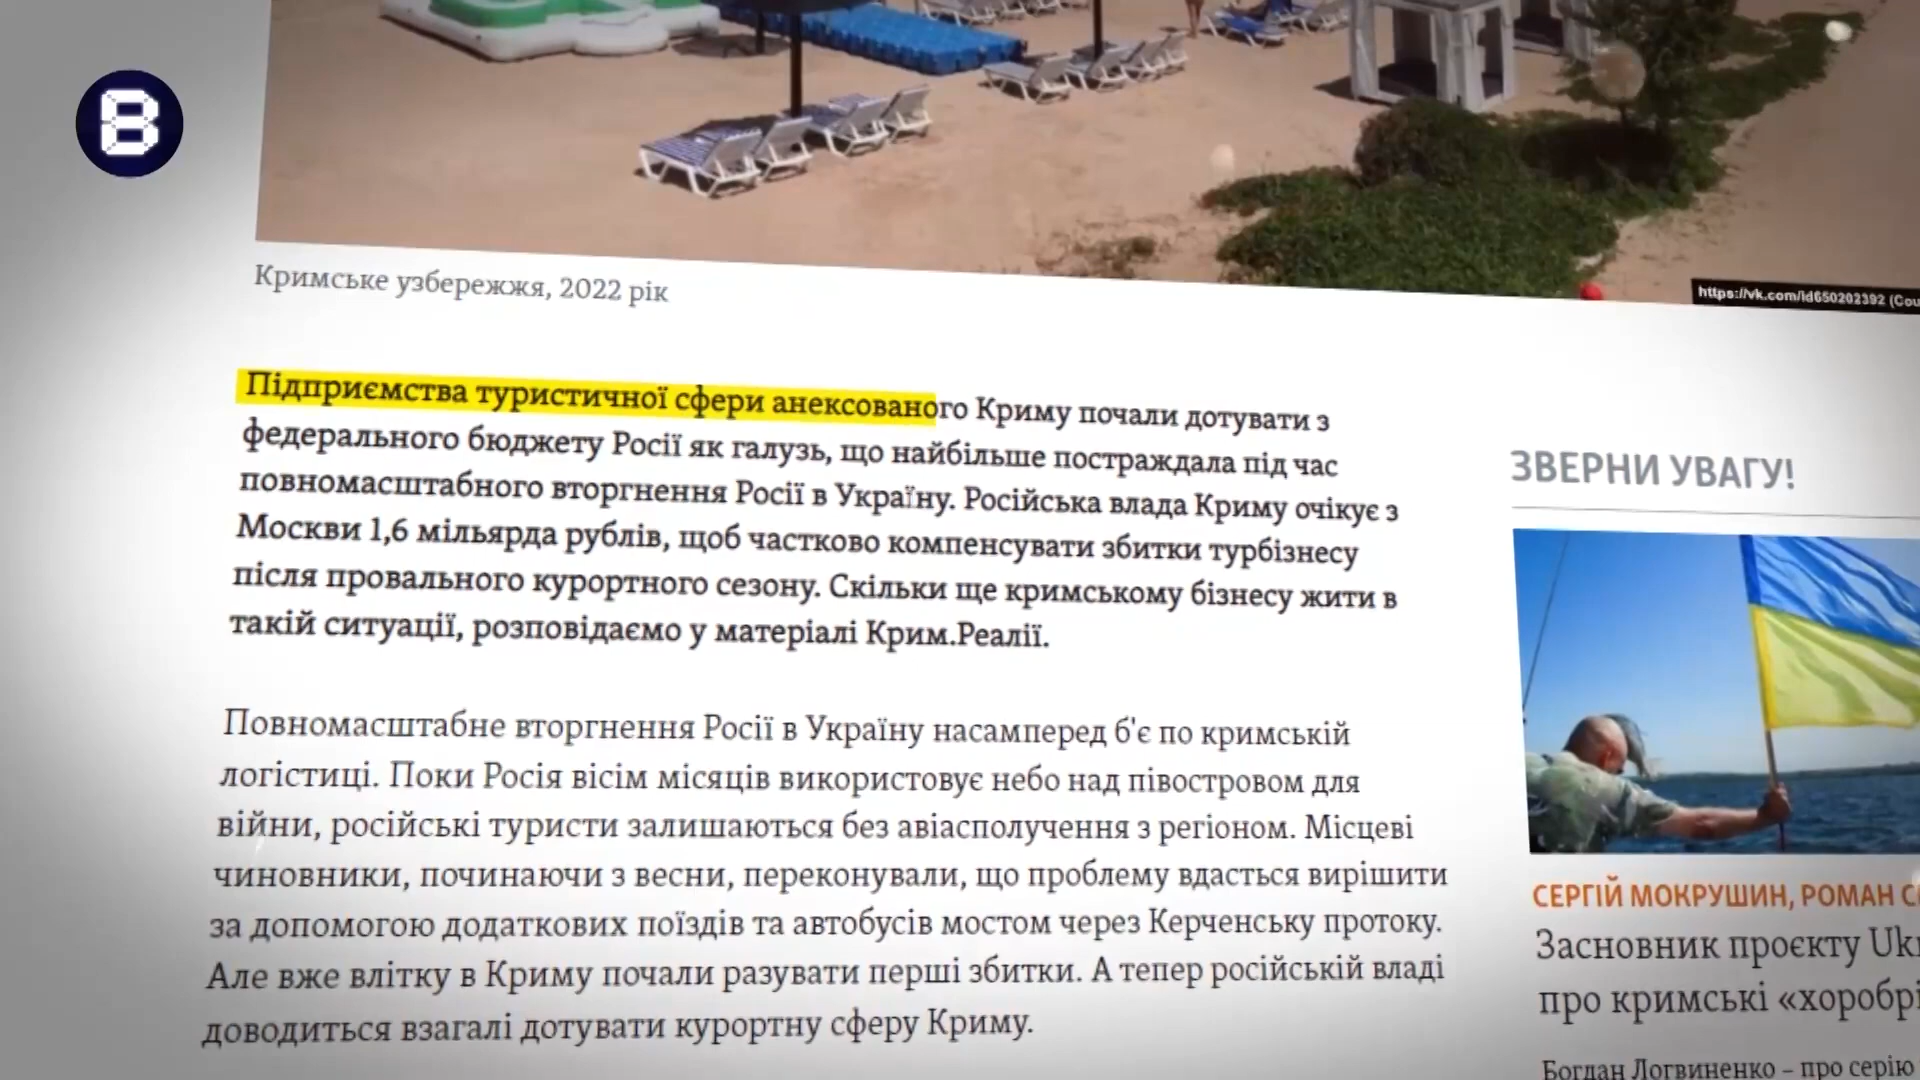 B
https://vk.com/id650202392 (Cou
Кримське узбережжя, 2022 рік
Підприємства туристичної сфери анексованого Криму почали дотувати з
федерального бюджету Росії як галузь, що найбільше постраждала під час
повномасштабного вторгнення Росії в Україну. Російська влада Криму очікує з
Москви 1,6 мільярда рублів, щоб частково компенсувати збитки турбізнесу
після провального курортного сезону. Скільки ще кримському бізнесу жити в
такій ситуації, розповідаємо у матеріалі Крим.Реалії.
Повномасштабне вторгнення Росії в Україну насамперед б'є по кримській
логістиці. Поки Росія вісім місяців використовує небо над півостровом для
війни, російські туристи залишаються без авіасполучення з регіоном. Місцеві
чиновники, починаючи з весни, переконували, що проблему вдасться вирішити
за допомогою додаткових поїздів та автобусів мостом через Керченську протоку.
Але вже влітку в Криму почали разувати перші збитки. А тепер російській владі
доводиться взагалі дотувати курортну сферу Криму.
ЗВЕРНИ УВАГУ!
СЕРГІЙ МОКРУШИН, РОМАН С
Засновник проєкту Uk
про кримські «хоробрі
Богдан Логвиненко – про серію